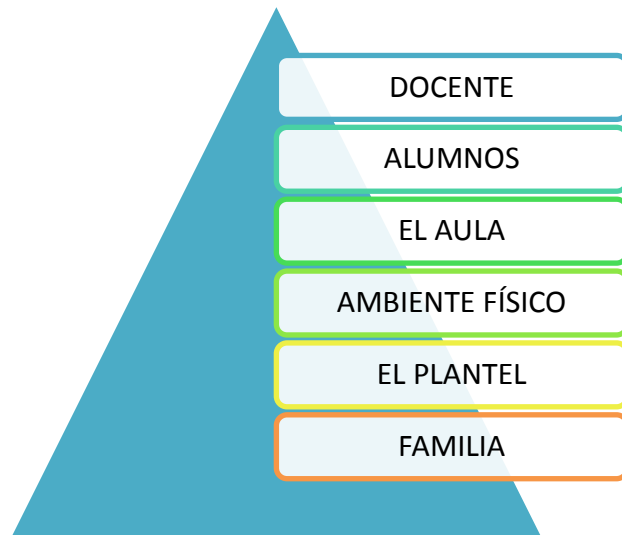 DOCENTE
ALUMNOS
EL AULA
AMBIENTE FÍSICO
EL PLANTEL
FAMILIA